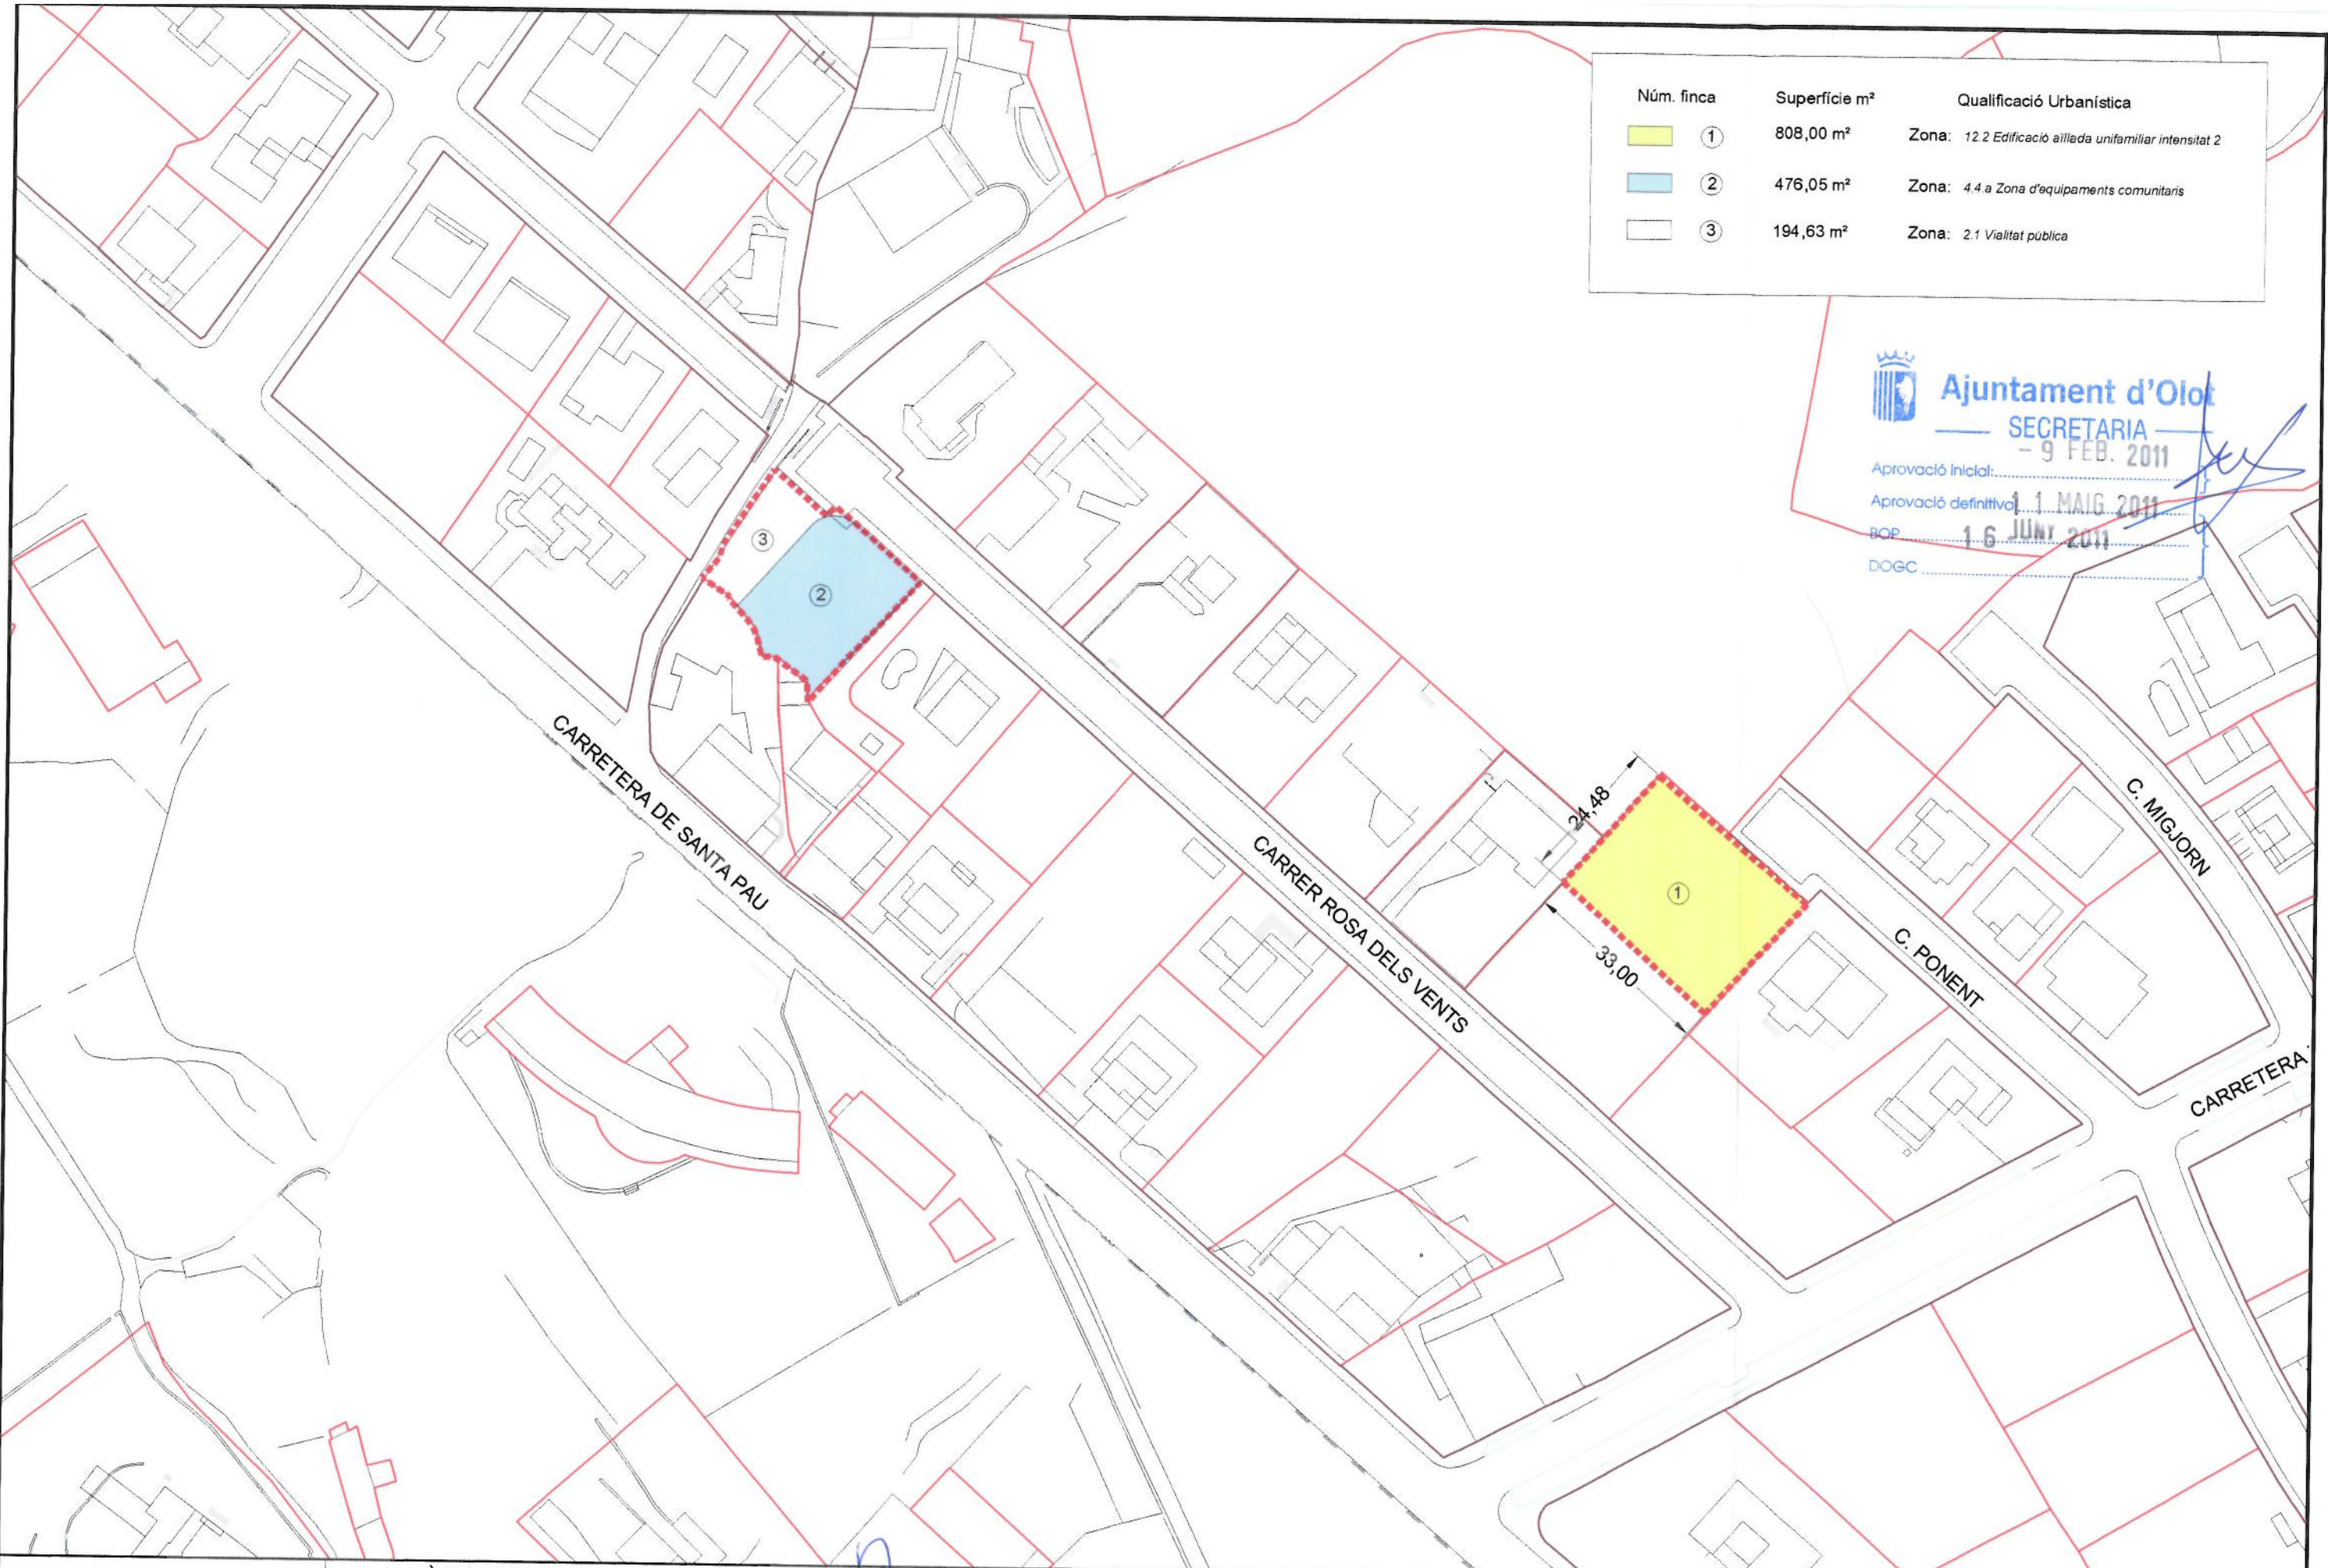 Núm. finca Superfície m² Qualificació Urbanística
1 808,00 m² Zona: 12.2 Edificació aïllada unifamiliar intensitat 2
2 476,05 m² Zona: 4.4.a Zona d'equipaments comunitaris
3 194,63 m² Zona: 2.1 Vialitat pública
Ajuntament d'Olot
SECRETARIA
- 9 FEB. 2011
Aprovació inicial:
Aprovació definitiva 1 1 MAIG 2011
BOP 1 6 JUNY 2011
DOGC
3
2
CARRETERA DE SANTA PAU
CARRER ROSA DELS VENTS
24,48
33,00
1
C. PONENT
C. MIGJORN
CARRETERA